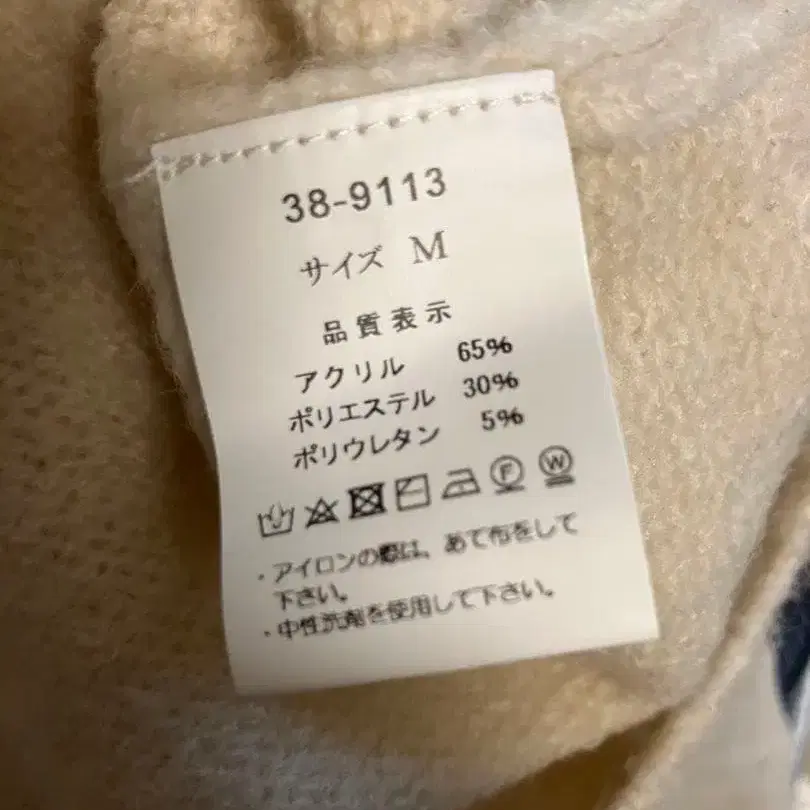 38-9113
サイズ M
品質表示
アクリル 65%
ポリエステル 30%
ポリウレタン 5%
F W
・アイロンの際は、あて布をして
下さい。
・中性洗剤を使用して下さい。